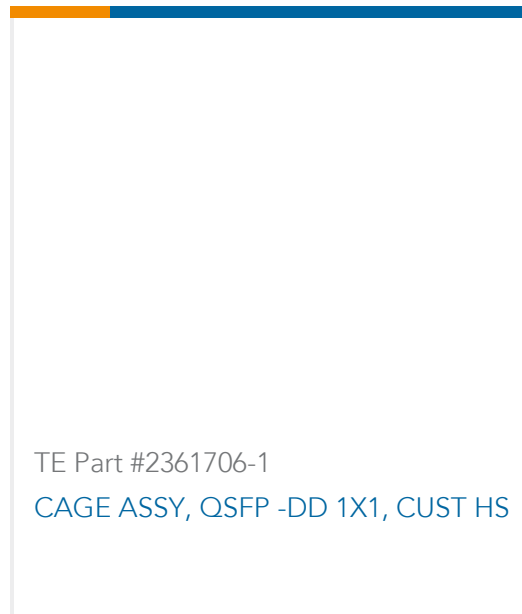 TE Part #2361706-1
CAGE ASSY, QSFP -DD 1X1, CUST HS